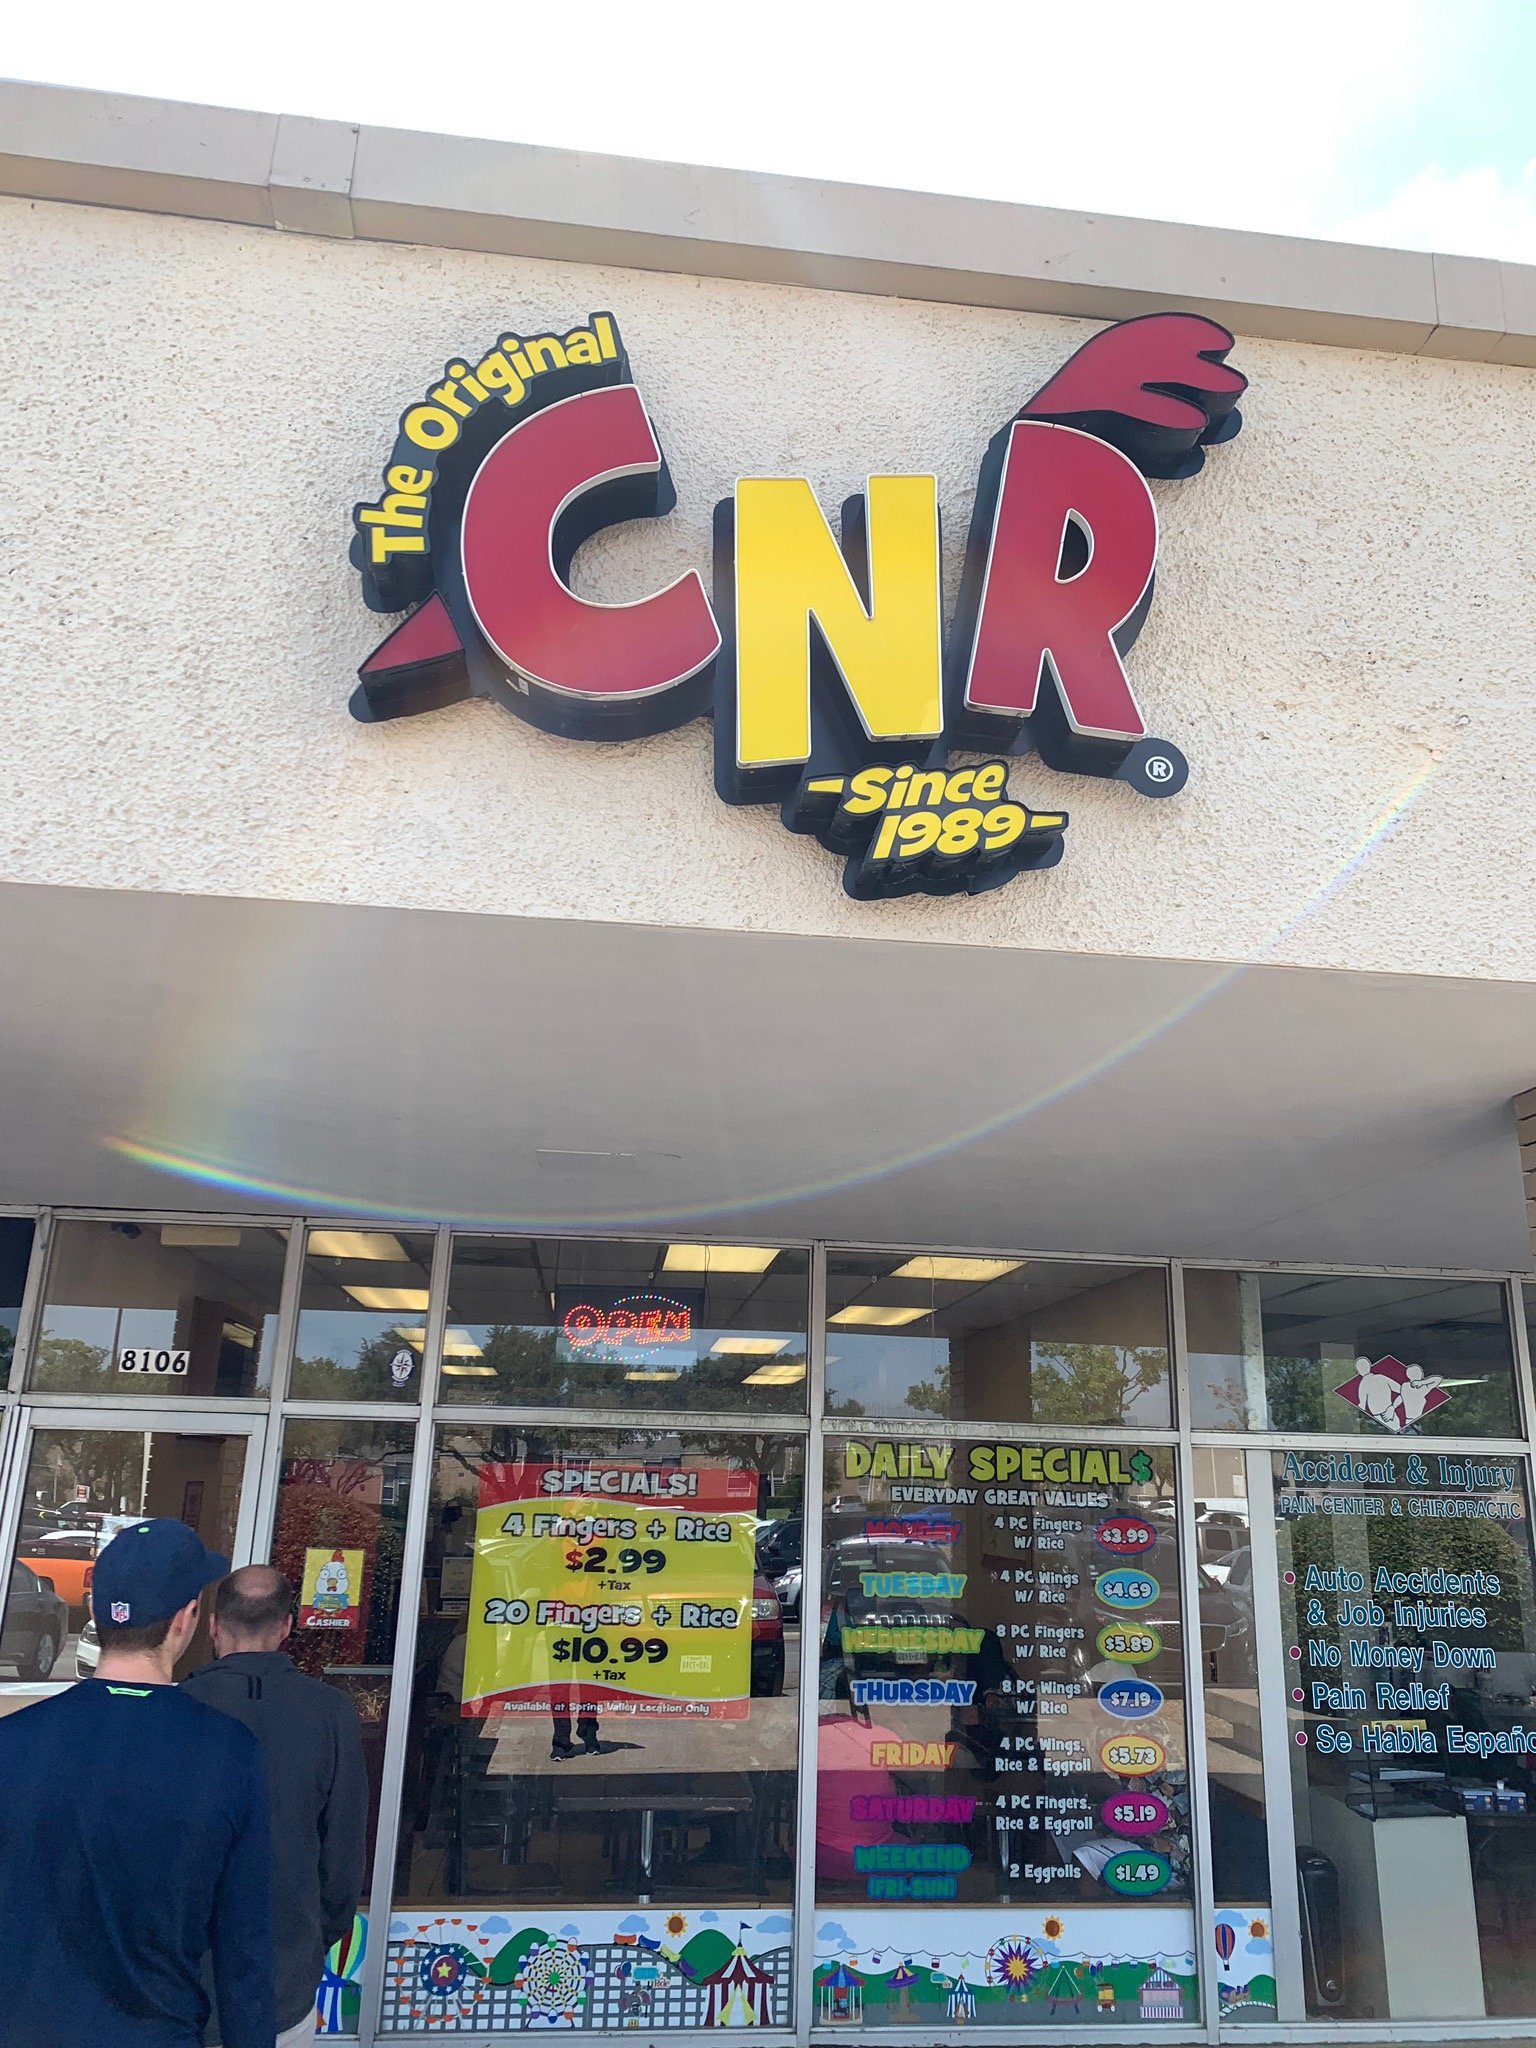 The Original
CNR
®
-Since
1989-
OPEN
8106
CASHIER
SPECIALS!
4 Fingers + Rice
$2.99
+Tax
20 Fingers + Rice
$10.99
+Tax
Available at Spring Valley Location Only
DAILY SPECIAL$
EVERYDAY GREAT VALUES
MONDAY 4 PC Fingers W/ Rice $3.99
TUESDAY 4 PC Wings W/ Rice $4.69
WEDNESDAY 8 PC Fingers W/ Rice $5.89
THURSDAY 8 PC Wings W/ Rice $7.19
FRIDAY 4 PC Wings, Rice & Eggroll $5.73
SATURDAY 4 PC Fingers, Rice & Eggroll $5.19
WEEKEND (FRI-SUN) 2 Eggrolls $1.49
Accident & Injury
PAIN CENTER & CHIROPRACTIC
• Auto Accidents
& Job Injuries
• No Money Down
• Pain Relief
• Se Habla Españo
NFL